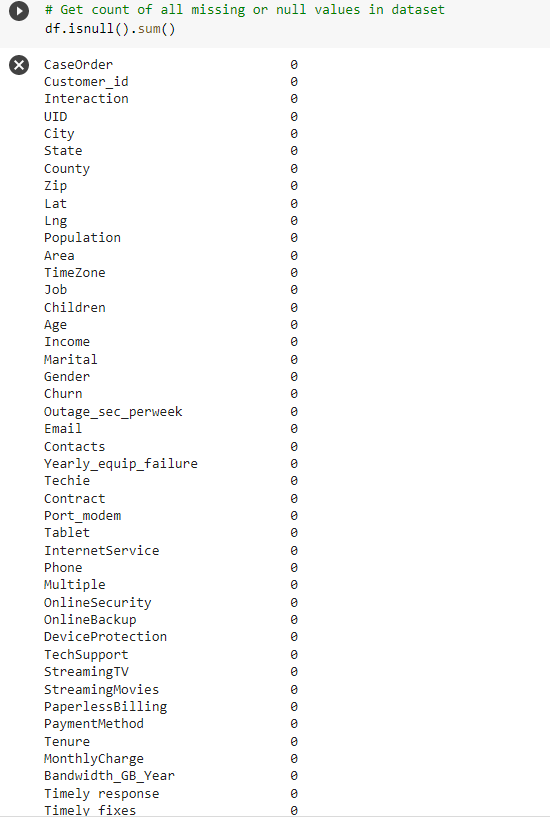 # Get count of all missing or null values in dataset
df.isnull().sum()
CaseOrder 0
Customer_id 0
Interaction 0
UID 0
City 0
State 0
County 0
Zip 0
Lat 0
Lng 0
Population 0
Area 0
TimeZone 0
Job 0
Children 0
Age 0
Income 0
Marital 0
Gender 0
Churn 0
Outage_sec_perweek 0
Email 0
Contacts 0
Yearly_equip_failure 0
Techie 0
Contract 0
Port_modem 0
Tablet 0
InternetService 0
Phone 0
Multiple 0
OnlineSecurity 0
OnlineBackup 0
DeviceProtection 0
TechSupport 0
StreamingTV 0
StreamingMovies 0
PaperlessBilling 0
PaymentMethod 0
Tenure 0
MonthlyCharge 0
Bandwidth_GB_Year 0
Timely response 0
Timely fixes 0